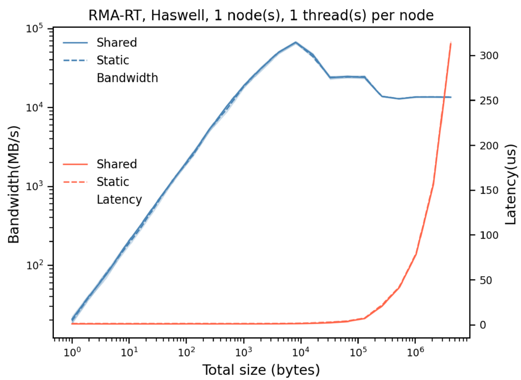 RMA-RT, Haswell, 1 node(s), 1 thread(s) per node
Shared
Static
Bandwidth
Shared
Static
Latency
Bandwidth(MB/s)
10^5
10^4
10^3
10^2
300
250
200
150
100
50
0
Latency(us)
10^0 10^1 10^2 10^3 10^4 10^5 10^6
Total size (bytes)